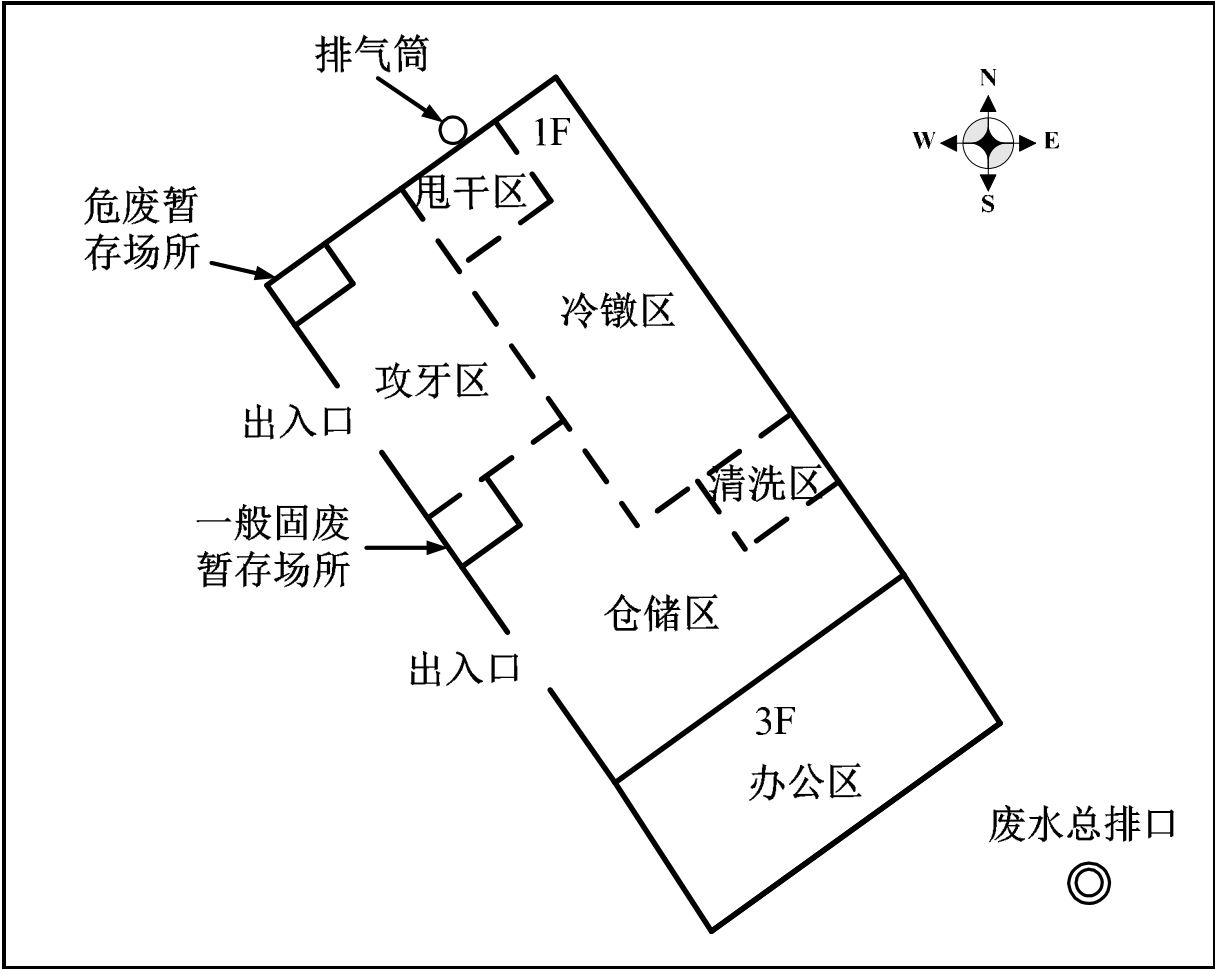 排气筒
N
1F
W
E
甩干区
S
危废暂
存场所
冷镦区
攻牙区
出入口
清洗区
一般固废
暂存场所
仓储区
出入口
3F
办公区
废水总排口